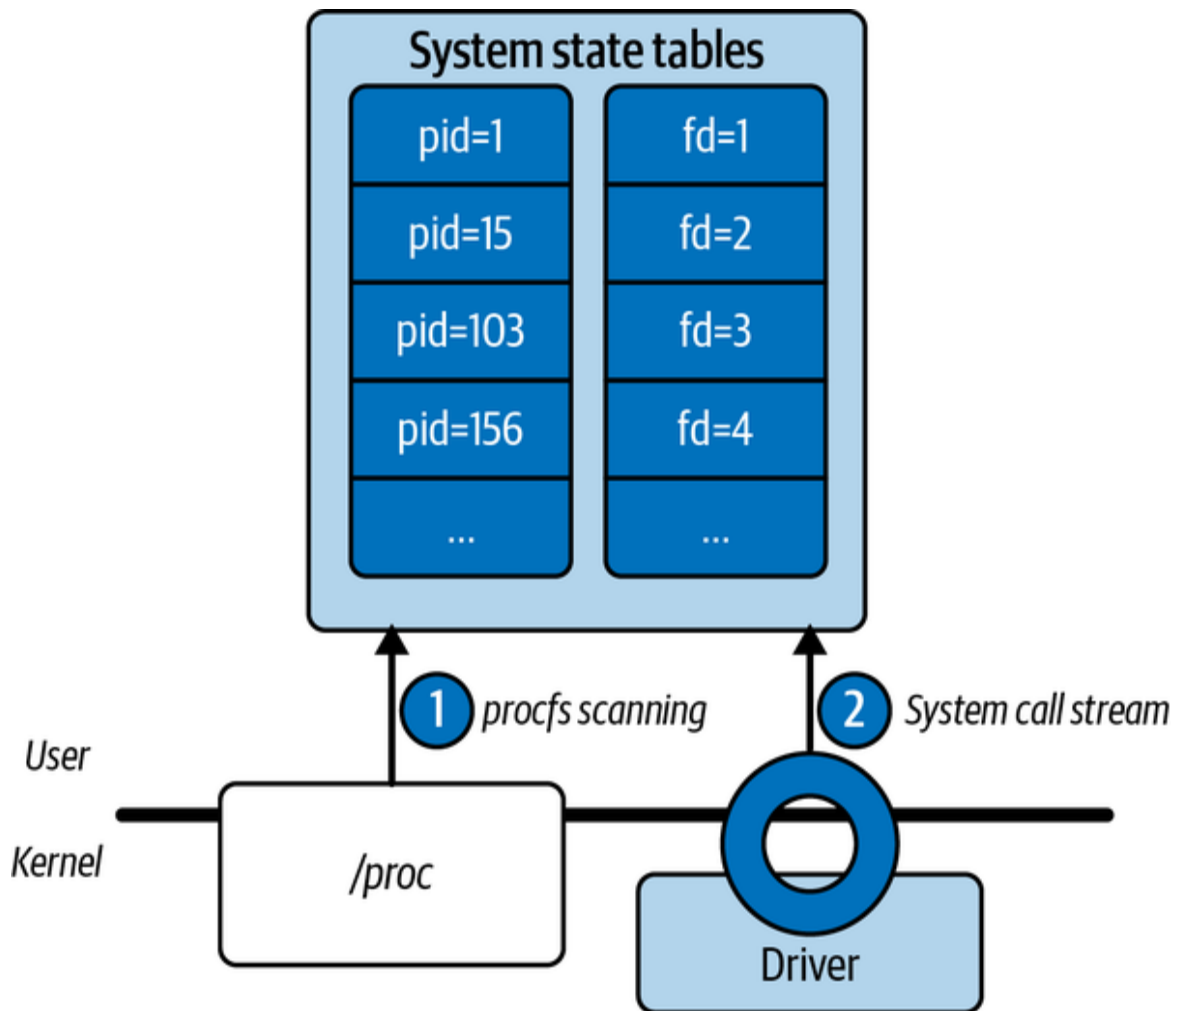 System state tables
pid=1
fd=1
pid=15
fd=2
pid=103
fd=3
pid=156
fd=4
...
...
1 procfs scanning
2 System call stream
User
Kernel
/proc
Driver